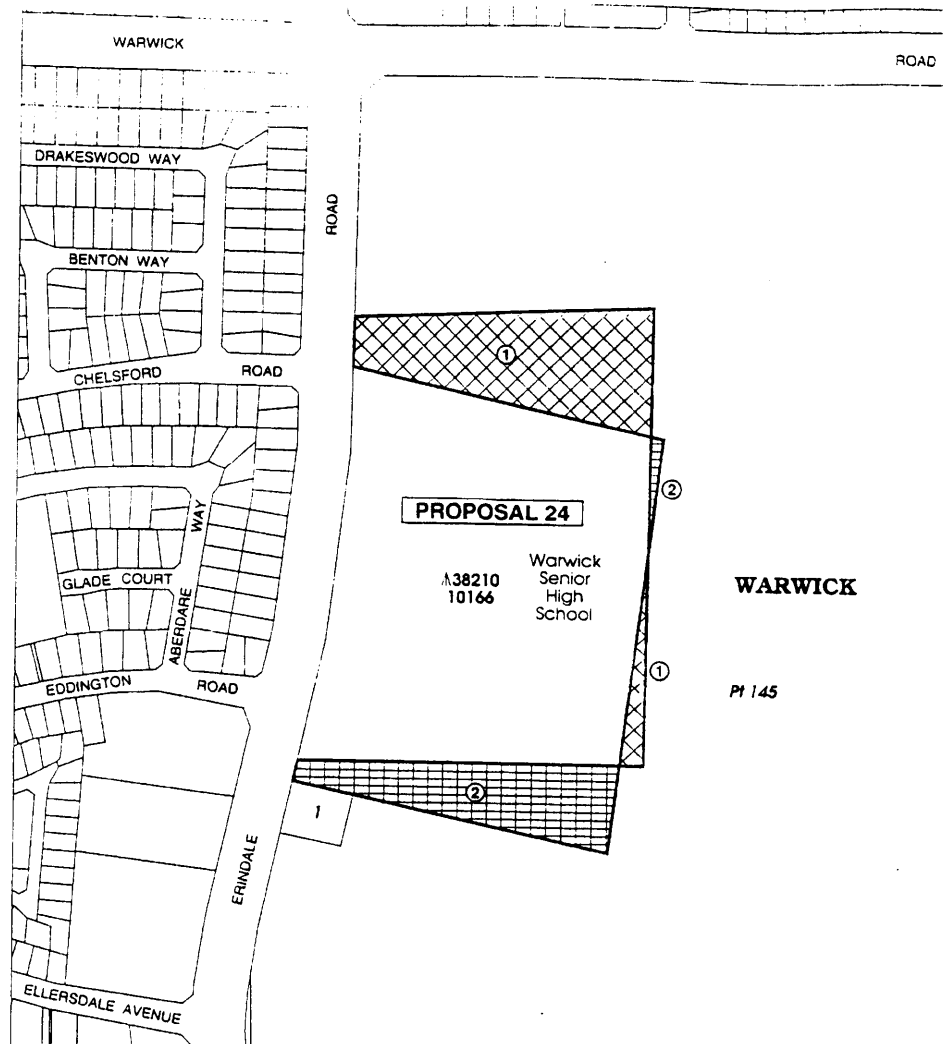 WARWICK
ROAD
DRAKESWOOD WAY
ROAD
BENTON WAY
①
CHELSFORD ROAD
②
PROPOSAL 24
WAY
Warwick
38210 Senior
10166 High
School
WARWICK
GLADE COURT
ABERDARE
①
EDDINGTON ROAD
Pt 145
②
1
ERINDALE
ELLERSDALE AVENUE